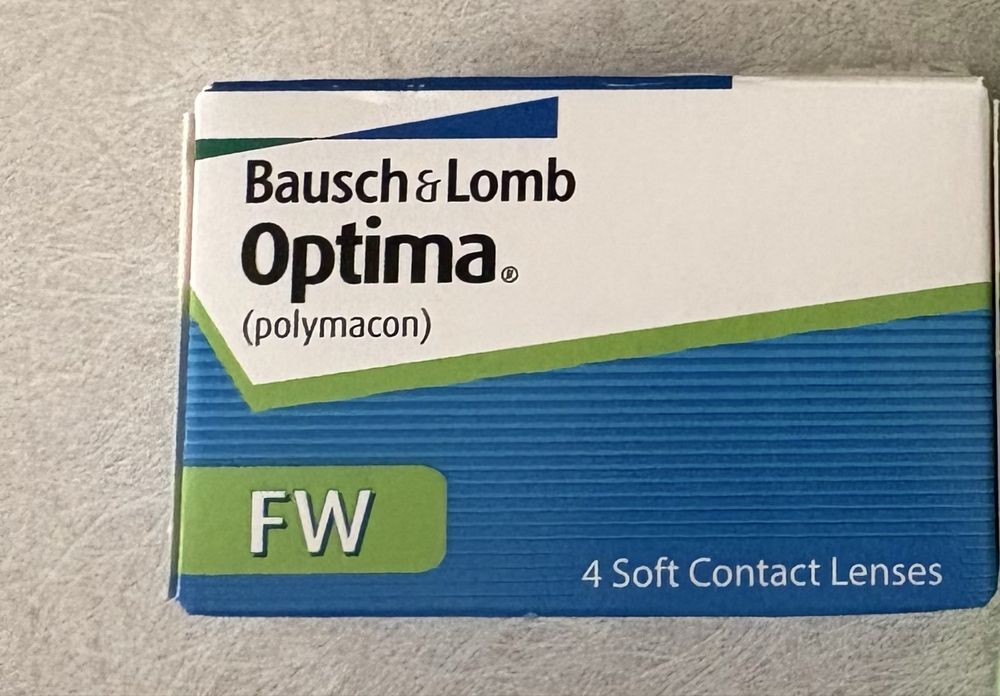 Bausch & Lomb
Optima®
(polymacon)
FW
4 Soft Contact Lenses